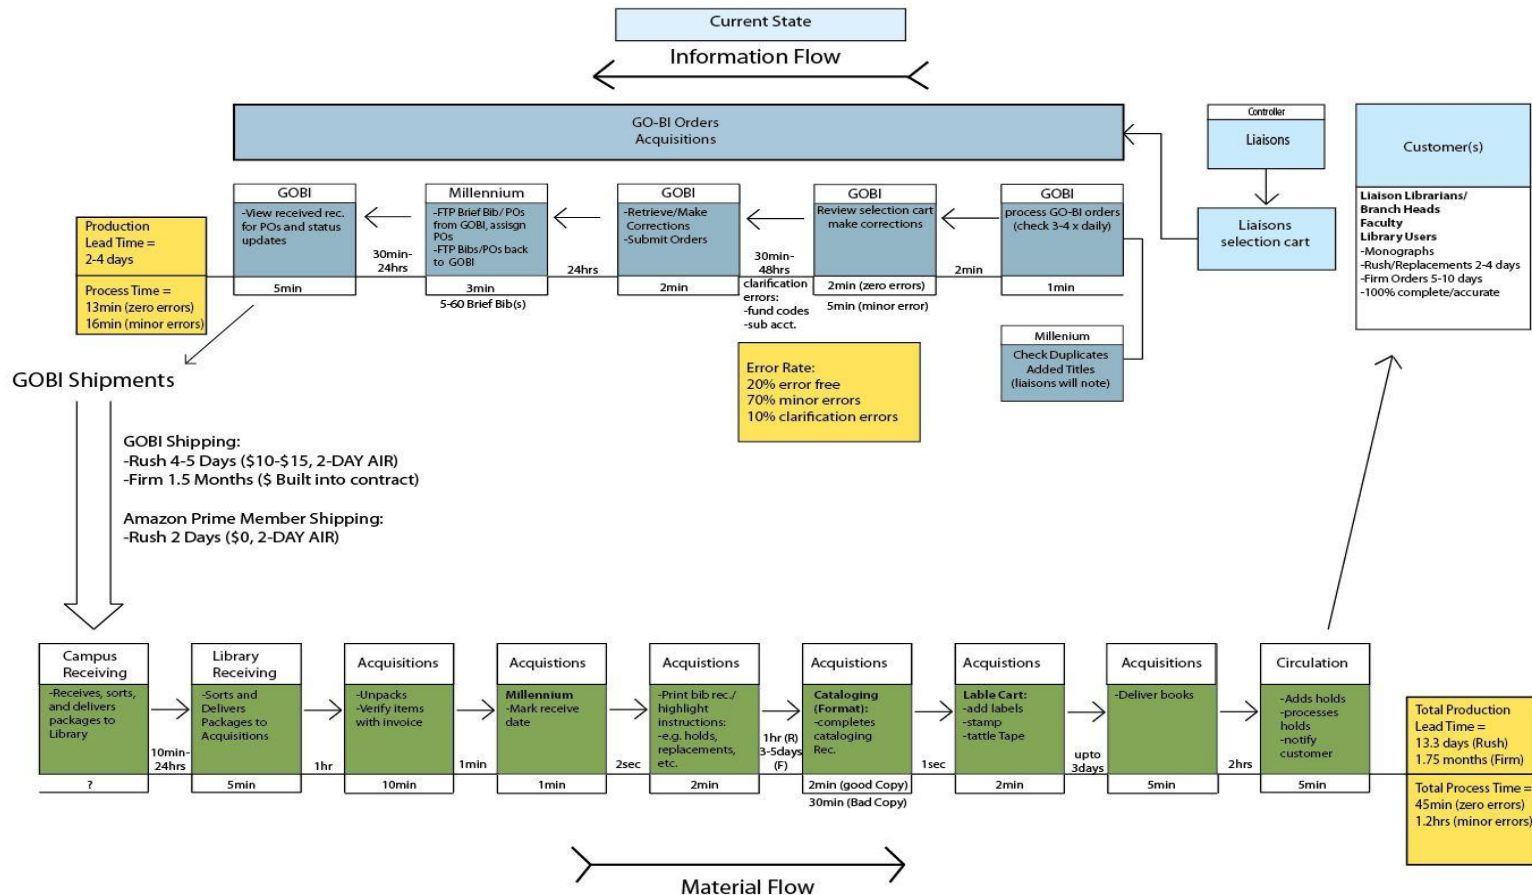 Current State
Information Flow
GO-BI Orders
Acquisitions
Controller
Liaisons
Liaisons
selection cart
Customer(s)
Liaison Librarians/
Branch Heads
Faculty
Library Users
-Monographs
-Rush/Replacements 2-4 days
-Firm Orders 5-10 days
-100% complete/accurate
Production
Lead Time =
2-4 days
Process Time =
13min (zero errors)
16min (minor errors)
GOBI
-View received rec.
for POs and status
updates
5min
30min-
24hrs
Millennium
-FTP Brief Bib/ POs
from GOBI, assisgn
POs
-FTP Bibs/POs back
to GOBI
3min
5-60 Brief Bib(s)
24hrs
GOBI
-Retrieve/Make
Corrections
-Submit Orders
2min
30min-
48hrs
clarification
errors:
-fund codes
-sub acct.
GOBI
Review selection cart
make corrections
2min (zero errors)
5min (minor error)
2min
GOBI
process GO-BI orders
(check 3-4 x daily)
1min
Millenium
Check Duplicates
Added Titles
(liaisons will note)
Error Rate:
20% error free
70% minor errors
10% clarification errors
GOBI Shipments
GOBI Shipping:
-Rush 4-5 Days ($10-$15, 2-DAY AIR)
-Firm 1.5 Months ($ Built into contract)
Amazon Prime Member Shipping:
-Rush 2 Days ($0, 2-DAY AIR)
Campus
Receiving
-Receives, sorts,
and delivers
packages to
Library
?
10min-
24hrs
Library
Receiving
-Sorts and
Delivers
Packages to
Acquisitions
5min
1hr
Acquisitions
-Unpacks
-Verify items
with invoice
10min
1min
Acquistions
Millennium
-Mark receive
date
1min
2sec
Acquistions
-Print bib rec./
highlight
instructions:
-e.g. holds,
replacements,
etc.
2min
1hr (R)
3-5days
(F)
Acquistions
Cataloging
(Format):
-completes
cataloging
Rec.
2min (good Copy)
30min (Bad Copy)
1sec
Acquistions
Lable Cart:
-add labels
-stamp
-tattle Tape
2min
upto
3days
Acquisitions
-Deliver books
5min
2hrs
Circulation
-Adds holds
-processes
holds
-notify
customer
5min
Total Production
Lead Time =
13.3 days (Rush)
1.75 months (Firm)
Total Process Time =
45min (zero errors)
1.2hrs (minor errors)
Material Flow